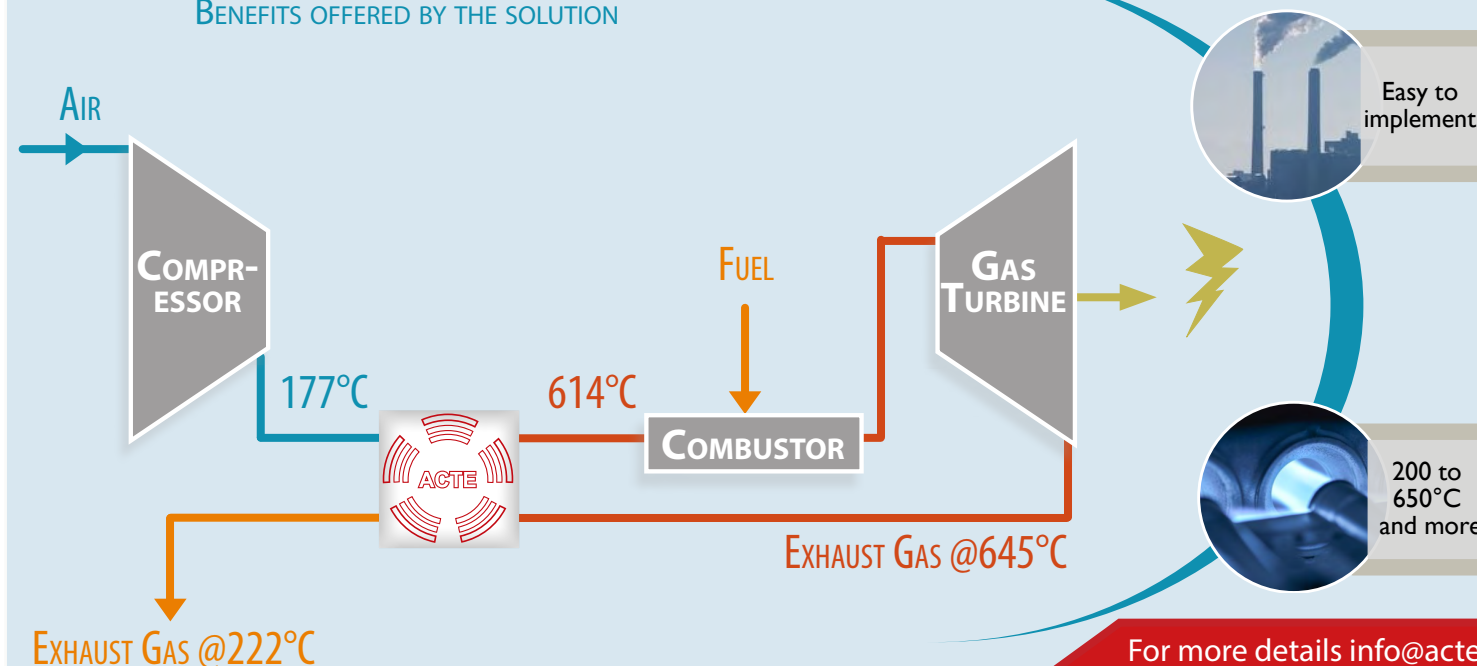 BENEFITS OFFERED BY THE SOLUTION
AIR
COMPR-
ESSOR
177°C
ACTE
614°C
FUEL
COMBUSTOR
GAS
TURBINE
EXHAUST GAS @645°C
EXHAUST GAS @222°C
Easy to
implement
200 to
650°C
and more
For more details info@acte